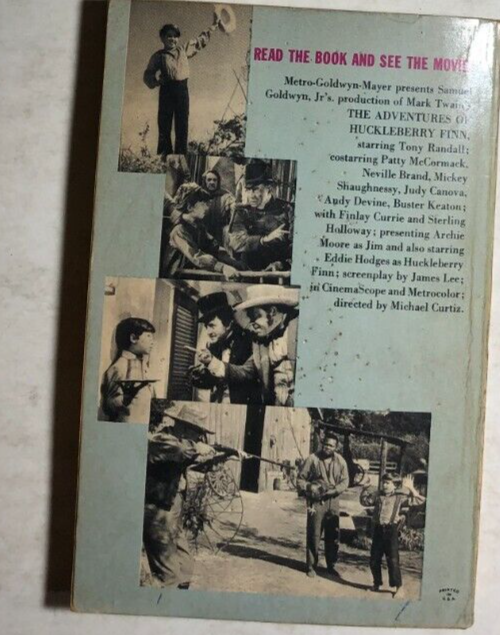 READ THE BOOK AND SEE THE MOVIE
Metro-Goldwyn-Mayer presents Samuel
Goldwyn, Jr's. production of Mark Twain's
THE ADVENTURES OF
HUCKLEBERRY FINN,
starring Tony Randall;
costarring Patty McCormack,
Neville Brand, Mickey
Shaughnessy, Judy Canova,
Andy Devine, Buster Keaton;
with Finlay Currie and Sterling
Holloway; presenting Archie
Moore as Jim and also starring
Eddie Hodges as Huckleberry
Finn; screenplay by James Lee;
in CinemaScope and Metrocolor;
directed by Michael Curtiz.
PRINTED
IN
U.S.A.